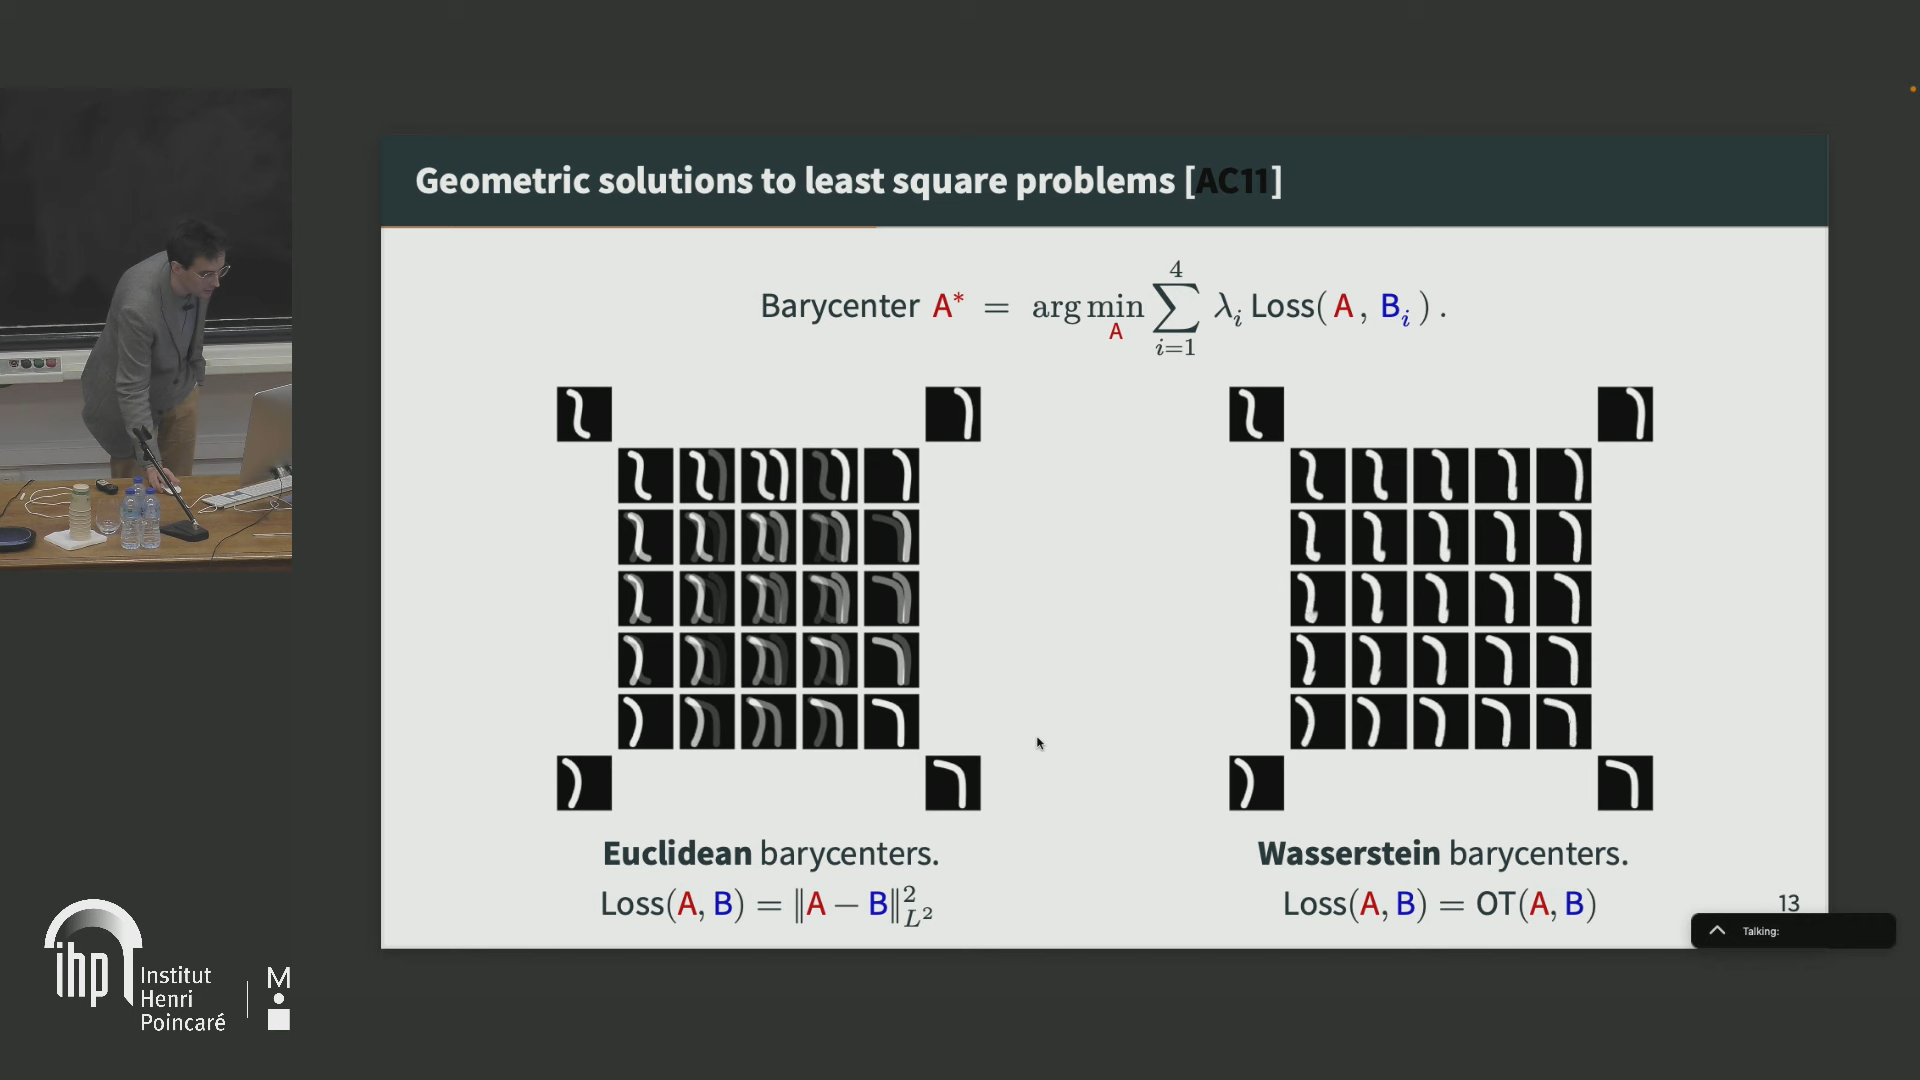 Geometric solutions to least square problems [AC11]
Barycenter A* = arg min_A ∑_{i=1}^{4} λ_i Loss( A , B_i ) .
Euclidean barycenters.
Loss(A, B) = ‖A − B‖²_{L²}
Wasserstein barycenters.
Loss(A, B) = OT(A, B)
13
Talking:
ihp
Institut
Henri
Poincaré
M